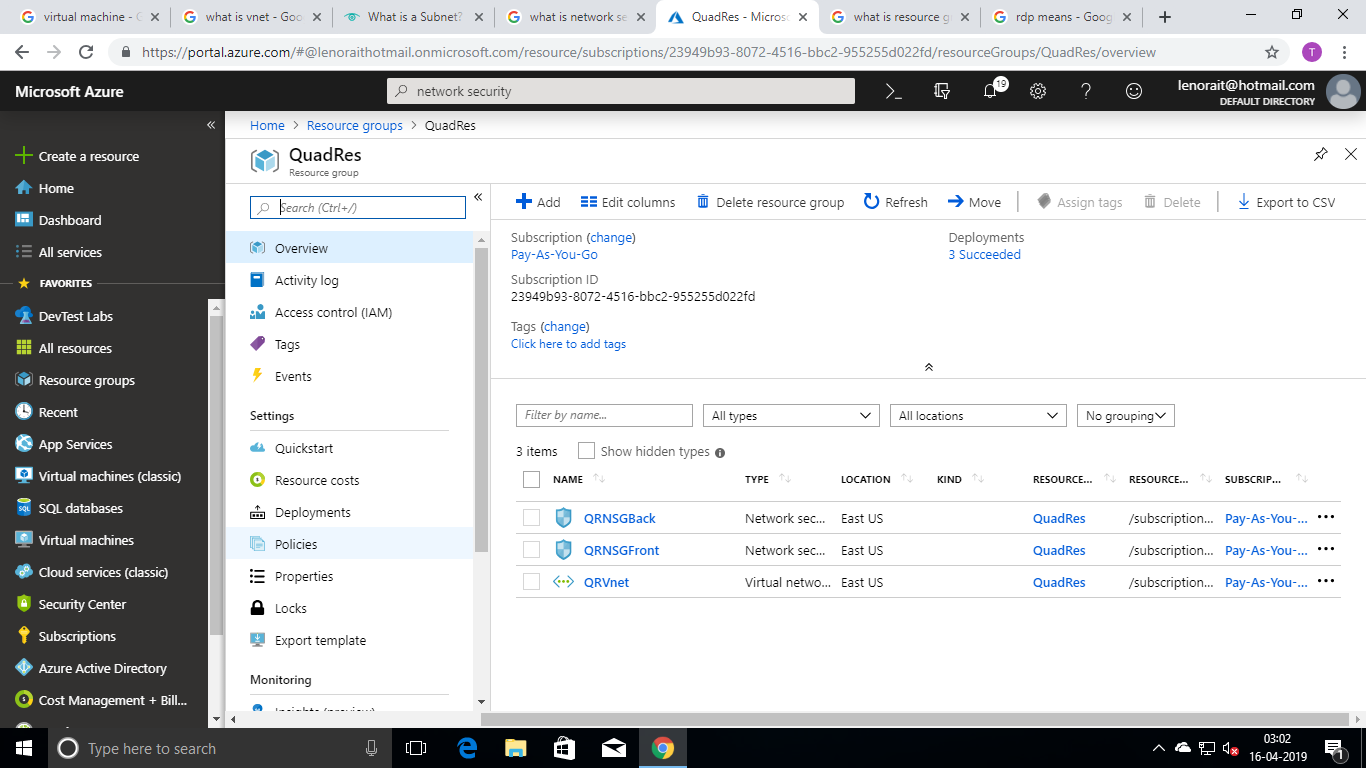 virtual machine - G
what is vnet - Goo
What is a Subnet?
what is network se
QuadRes - Microso
what is resource g
rdp means - Goog
https://portal.azure.com/#@lenoraithotmail.onmicrosoft.com/resource/subscriptions/23949b93-8072-4516-bbc2-955255d022fd/resourceGroups/QuadRes/overview
T
Microsoft Azure
network security
19
lenorait@hotmail.com
DEFAULT DIRECTORY
Create a resource
Home
Dashboard
All services
FAVORITES
DevTest Labs
All resources
Resource groups
Recent
App Services
Virtual machines (classic)
SQL databases
Virtual machines
Cloud services (classic)
Security Center
Subscriptions
Azure Active Directory
Cost Management + Bill...
Home > Resource groups > QuadRes
QuadRes
Resource group
Search (Ctrl+/)
Overview
Activity log
Access control (IAM)
Tags
Events
Settings
Quickstart
Resource costs
Deployments
Policies
Properties
Locks
Export template
Monitoring
Insights (preview)
Add Edit columns Delete resource group Refresh Move Assign tags Delete Export to CSV
Subscription (change)
Pay-As-You-Go
Deployments
3 Succeeded
Subscription ID
23949b93-8072-4516-bbc2-955255d022fd
Tags (change)
Click here to add tags
Filter by name... All types All locations No grouping
3 items Show hidden types
NAME TYPE LOCATION KIND RESOURCE... RESOURCE... SUBSCRIP...
QRNSGBack Network sec... East US QuadRes /subscription... Pay-As-You-...
QRNSGFront Network sec... East US QuadRes /subscription... Pay-As-You-...
QRVnet Virtual netwo... East US QuadRes /subscription... Pay-As-You-...
Type here to search
03:02
16-04-2019
1